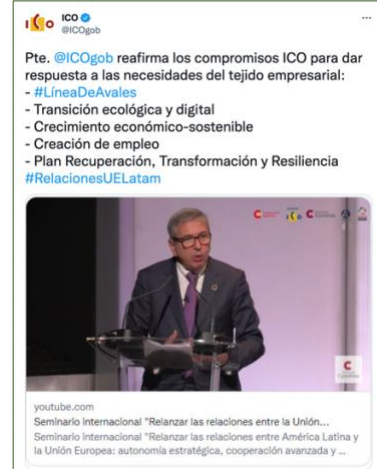 ICO
ICO
@ICOgob
...
Pte. @ICOgob reafirma los compromisos ICO para dar
respuesta a las necesidades del tejido empresarial:
- #LíneaDeAvales
- Transición ecológica y digital
- Crecimiento económico-sostenible
- Creación de empleo
- Plan Recuperación, Transformación y Resiliencia
#RelacionesUELatam
youtube.com
Seminario internacional "Relanzar las relaciones entre la Unión...
Seminario internacional "Relanzar las relaciones entre América Latina y
la Unión Europea: autonomía estratégica, cooperación avanzada y ...